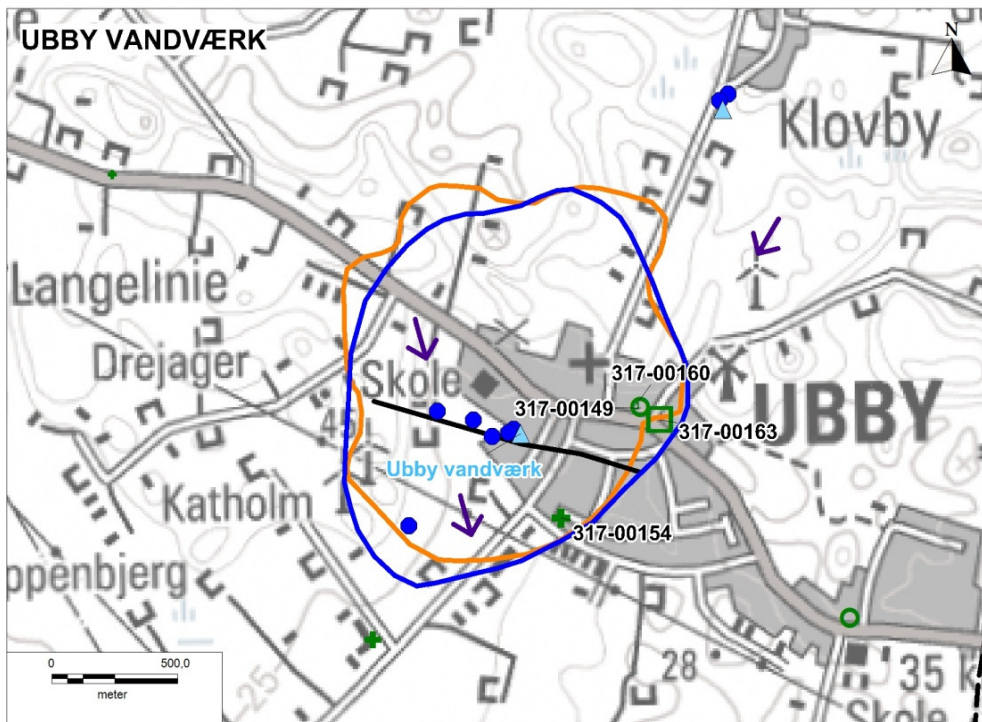 UBBY VANDVÆRK
N
Klovby
Langelinie
Drejager
Skole
317-00160
317-00149
UBBY
317-00163
45
Ubby vandværk
Katholm
317-00154
ppenbjerg
28
35 k
25
Skole
0 500,0
meter